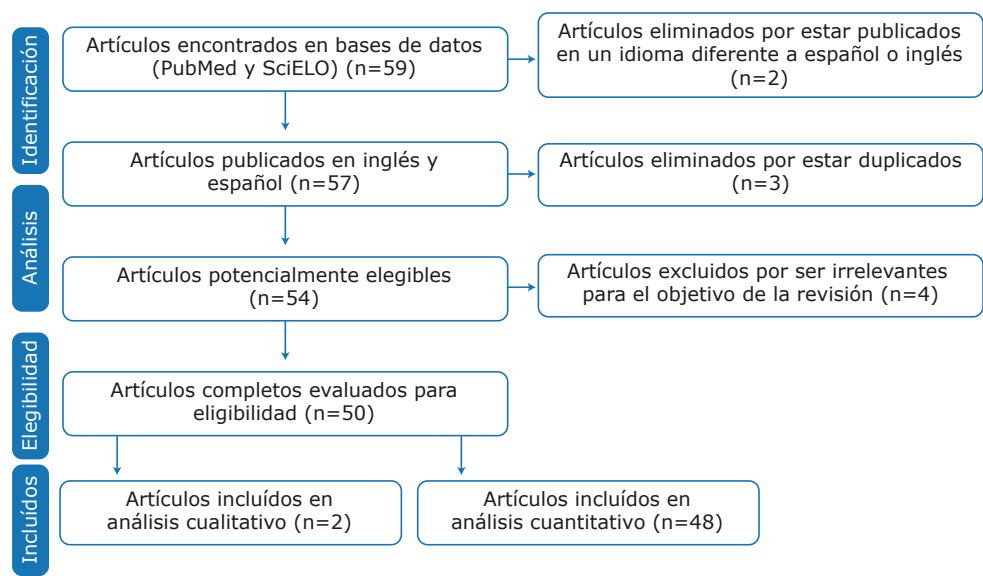 Identificación
Artículos encontrados en bases de datos
(PubMed y SciELO) (n=59)
Artículos eliminados por estar publicados
en un idioma diferente a español o inglés
(n=2)
Artículos publicados en inglés y
español (n=57)
Artículos eliminados por estar duplicados
(n=3)
Análisis
Artículos potencialmente elegibles
(n=54)
Artículos excluidos por ser irrelevantes
para el objetivo de la revisión (n=4)
Elegibilidad
Artículos completos evaluados para
eligibilidad (n=50)
Incluídos
Artículos incluídos en
análisis cualitativo (n=2)
Artículos incluídos en
análisis cuantitativo (n=48)